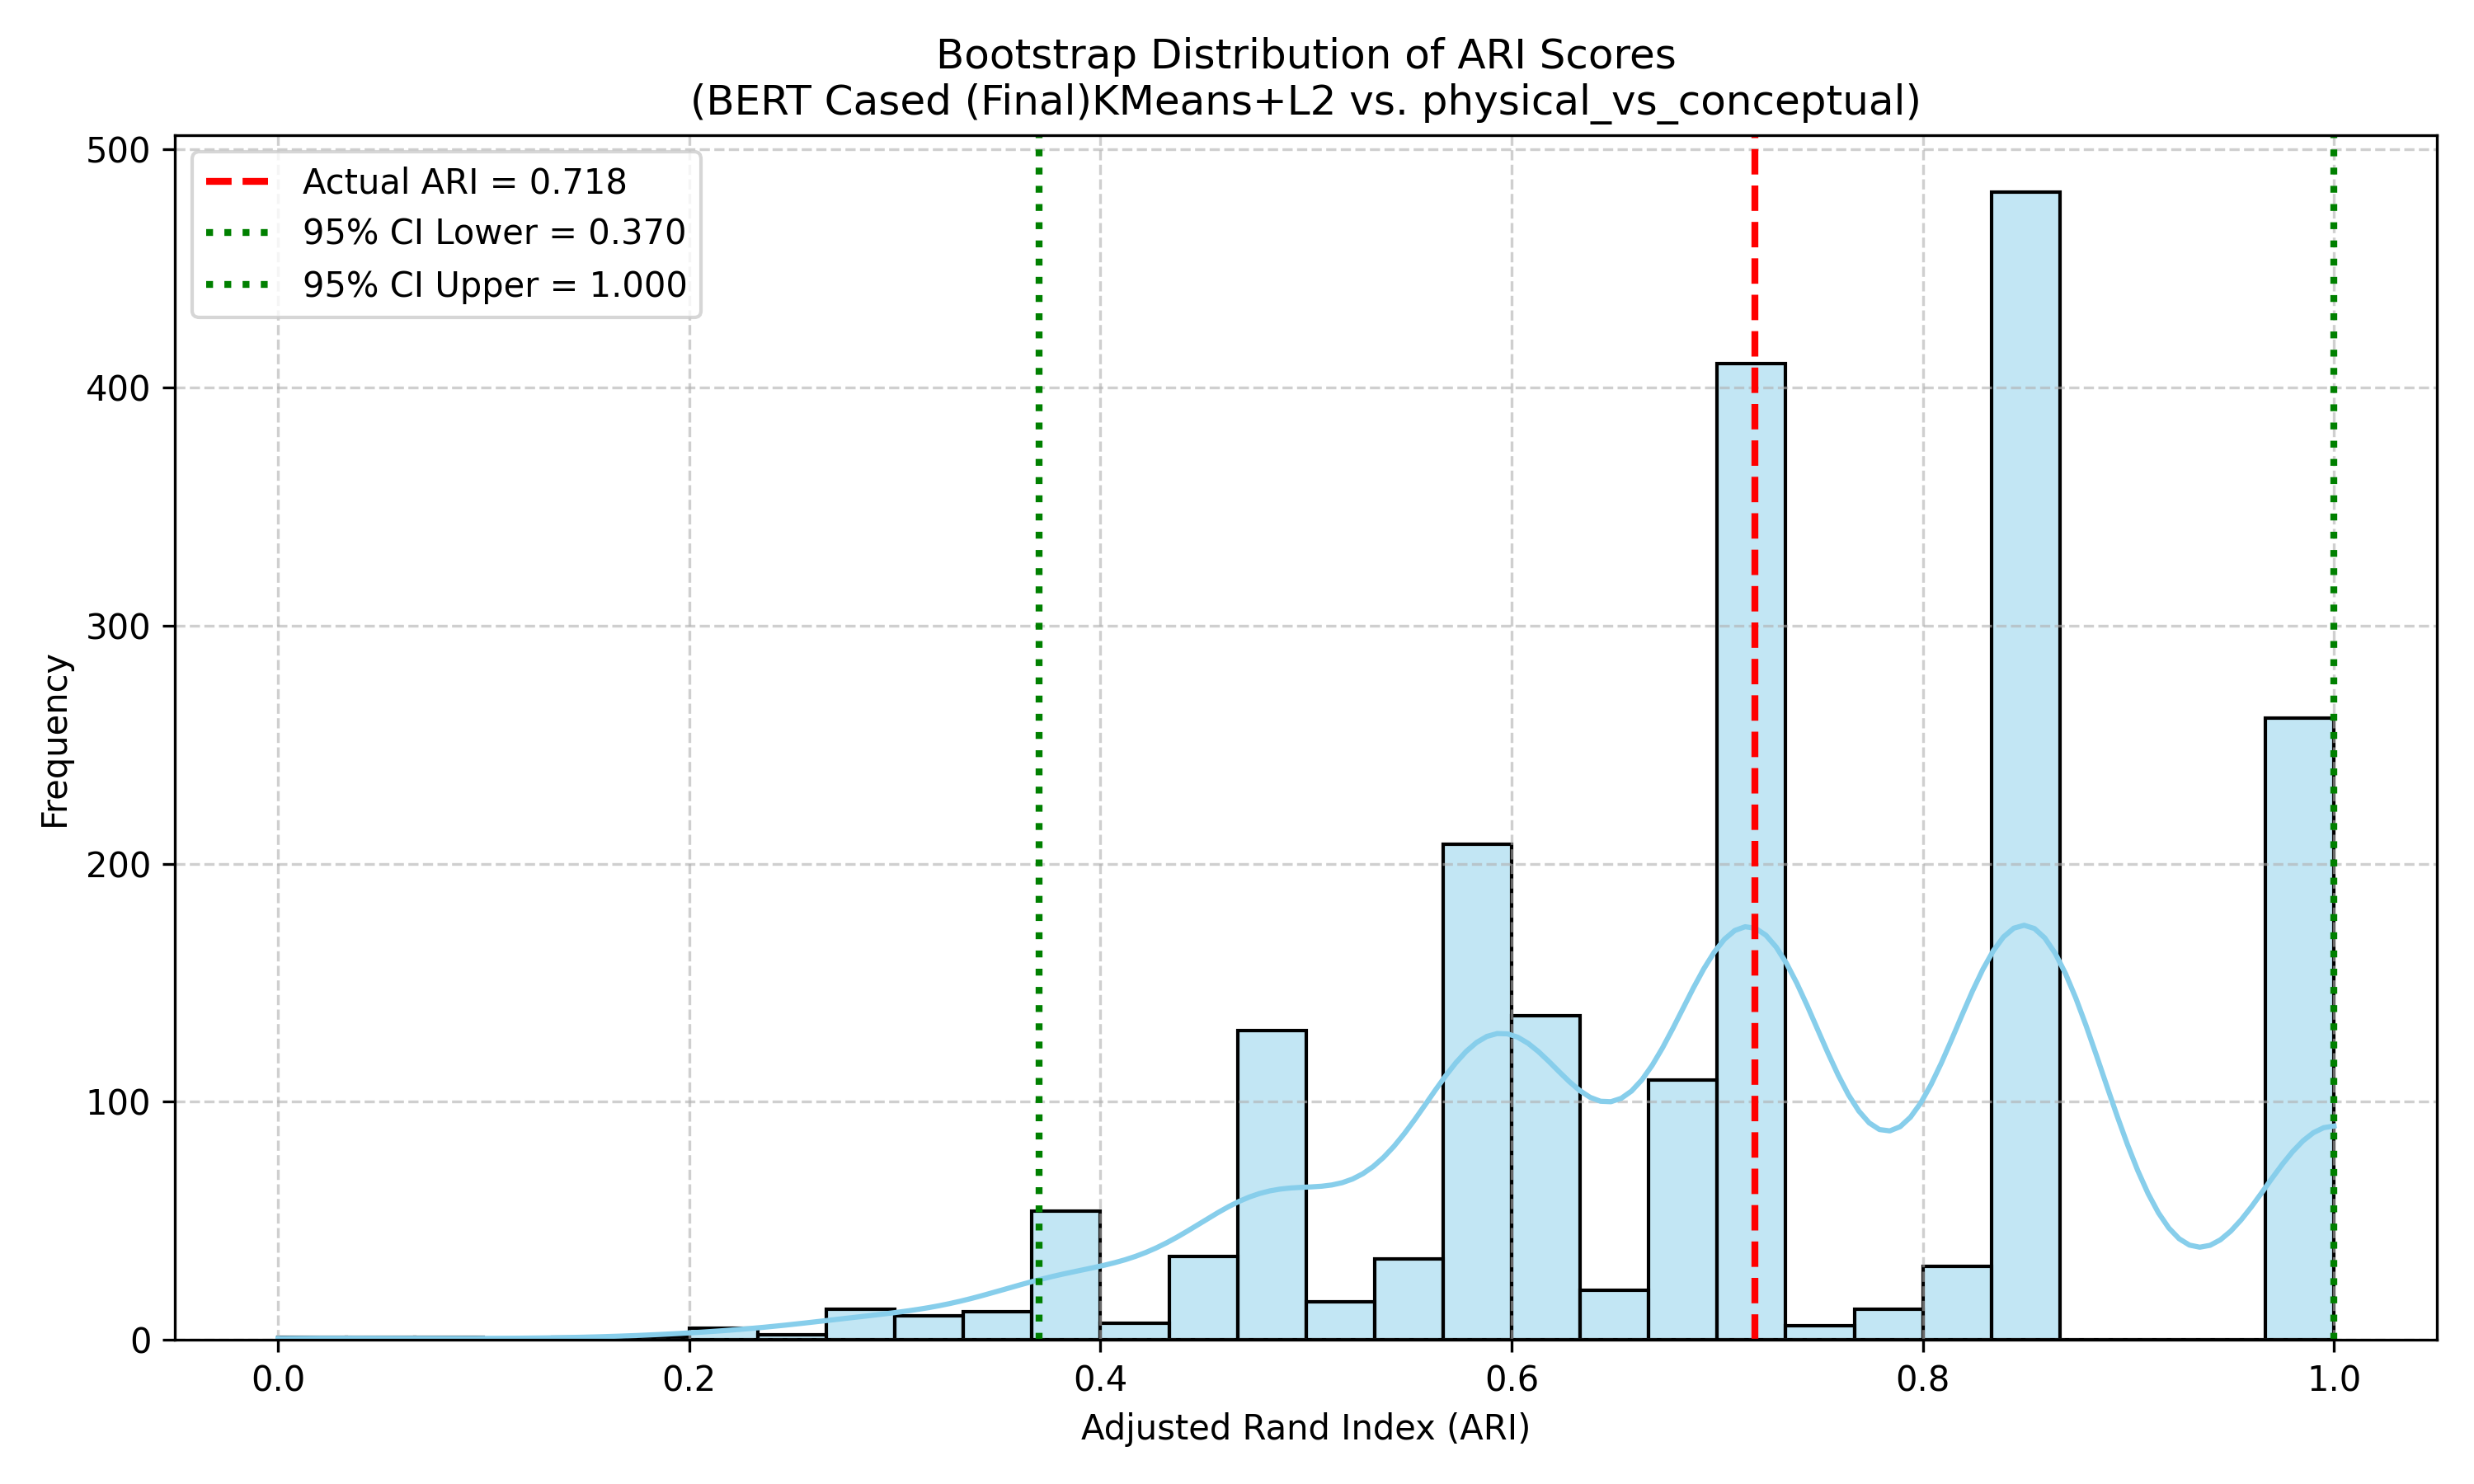 Bootstrap Distribution of ARI Scores
(BERT Cased (Final)KMeans+L2 vs. physical_vs_conceptual)
Actual ARI = 0.718
95% CI Lower = 0.370
95% CI Upper = 1.000
Frequency
500
400
300
200
100
0
0.0 0.2 0.4 0.6 0.8 1.0
Adjusted Rand Index (ARI)